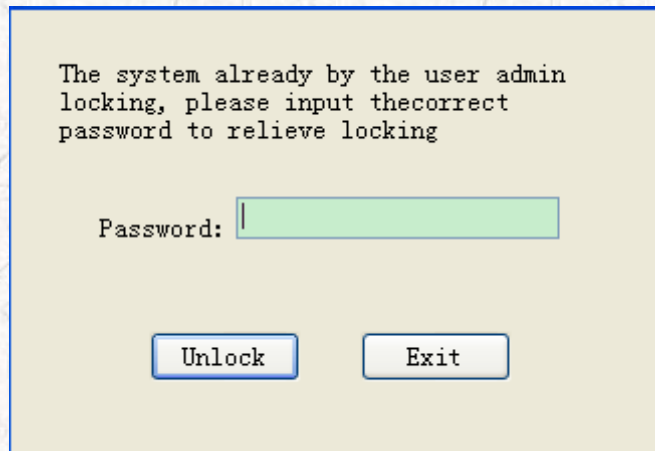 The system already by the user admin
locking, please input thecorrect
password to relieve locking
Password:
Unlock Exit